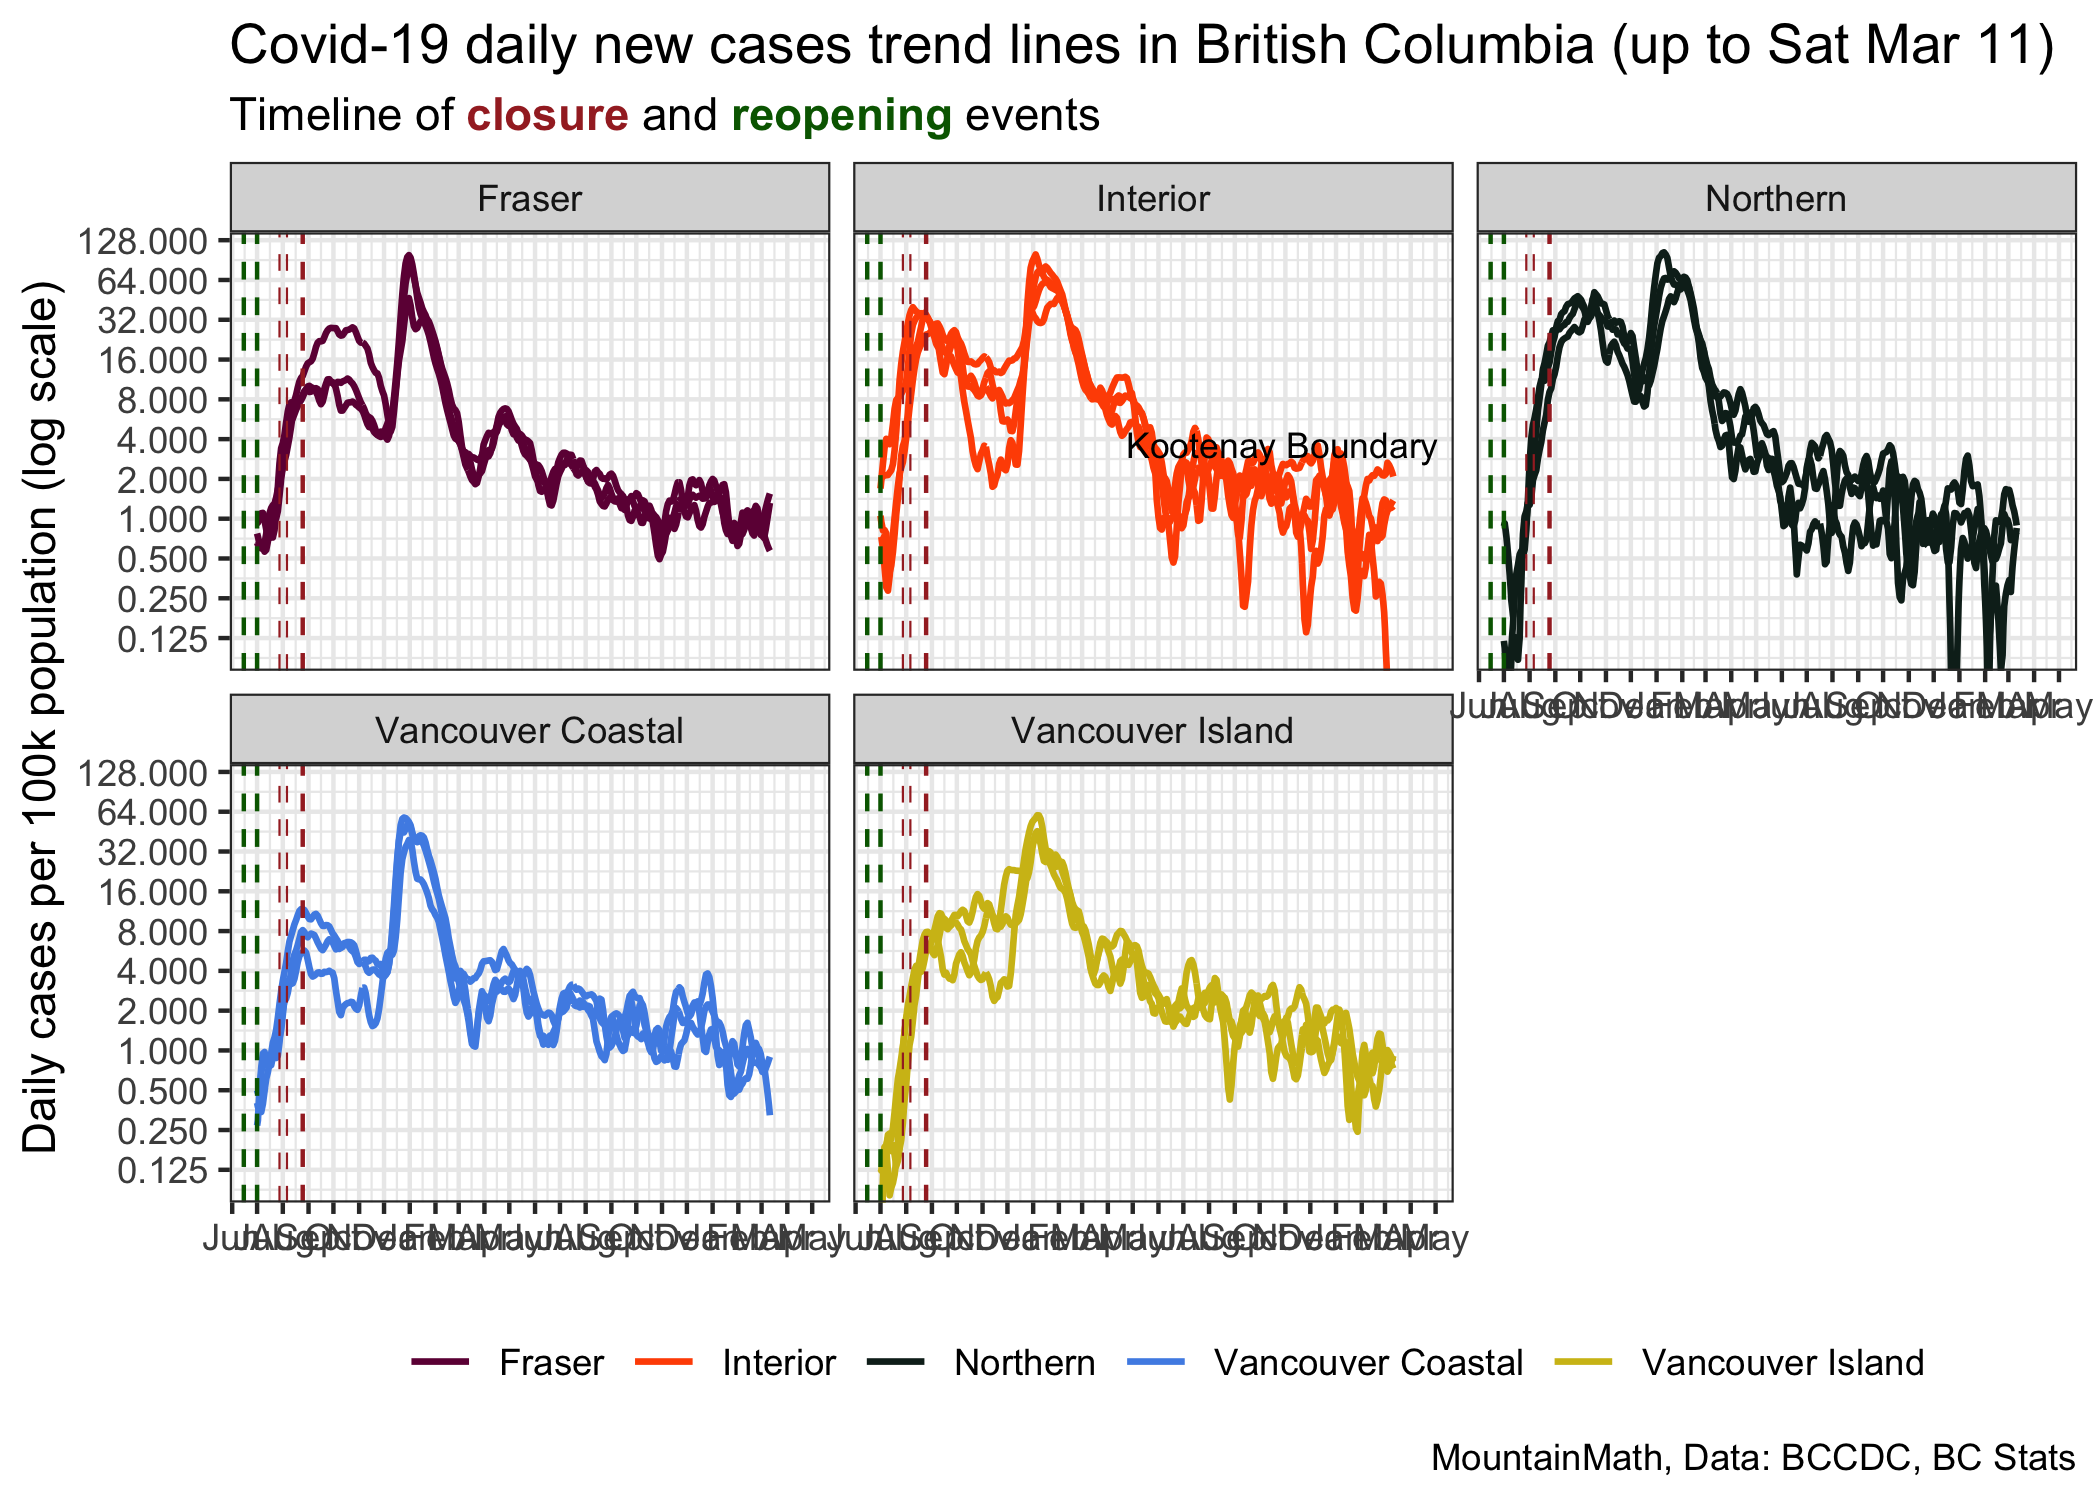 Covid-19 daily new cases trend lines in British Columbia (up to Sat Mar 11)
Timeline of closure and reopening events
Daily cases per 100k population (log scale)
Fraser
Interior
Northern
128.000
64.000
32.000
16.000
8.000
4.000
2.000
1.000
0.500
0.250
0.125
Kootenay Boundary
Vancouver Coastal
Vancouver Island
128.000
64.000
32.000
16.000
8.000
4.000
2.000
1.000
0.500
0.250
0.125
Fraser Interior Northern Vancouver Coastal Vancouver Island
MountainMath, Data: BCCDC, BC Stats